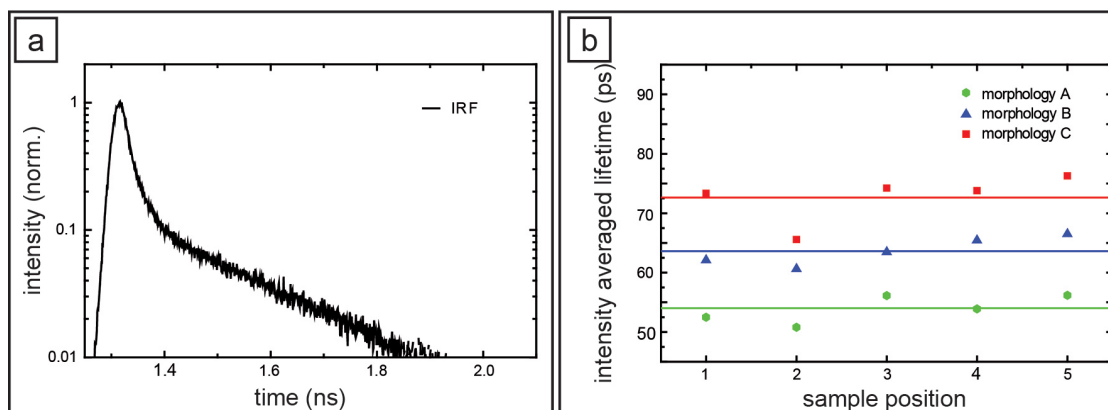 a
intensity (norm.)
1
0.1
0.01
IRF
1.4
1.6
1.8
2.0
time (ns)
b
intensity averaged lifetime (ps)
90
80
70
60
50
morphology A
morphology B
morphology C
1
2
3
4
5
sample position